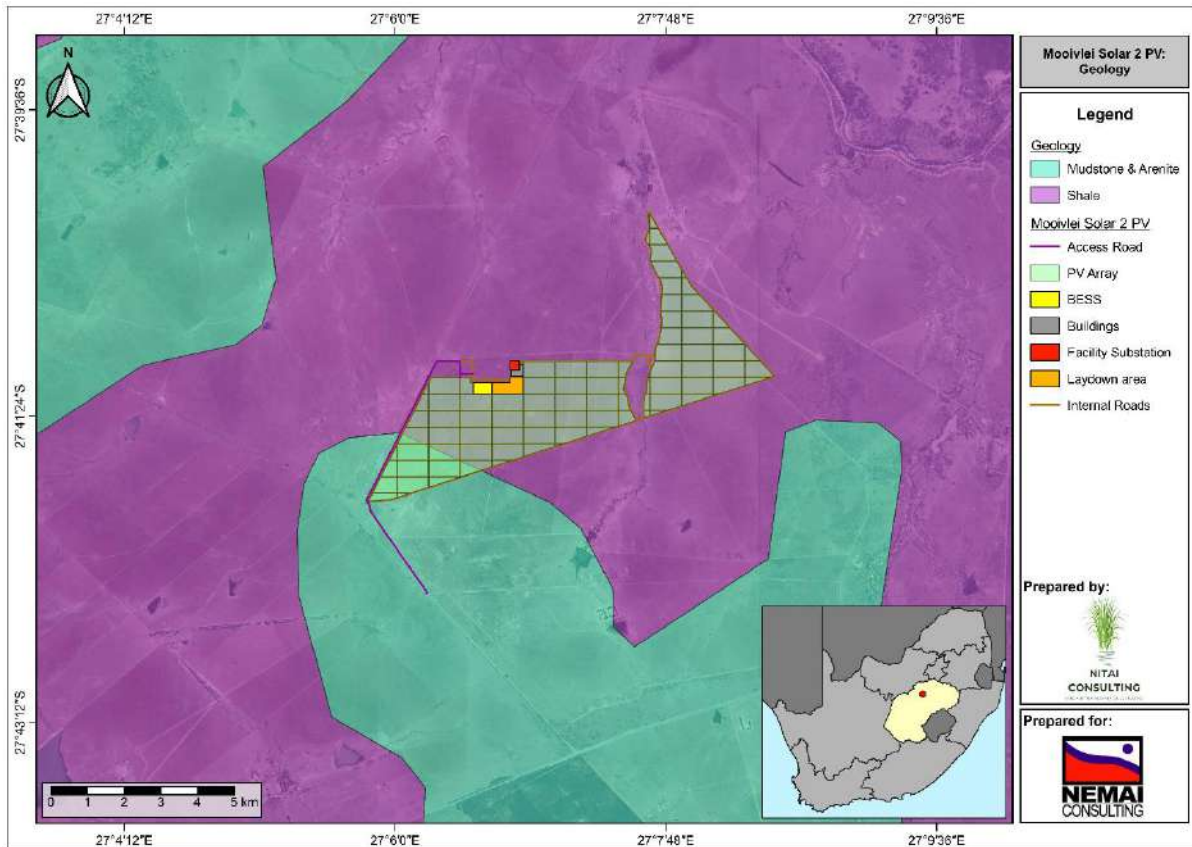 27°4'12"E 27°6'0"E 27°7'48"E 27°9'36"E
Mooivlei Solar 2 PV:
Geology
N
27°39'36"S
27°41'24"S
27°43'12"S
Legend
Geology
Mudstone & Arenite
Shale
Mooivlei Solar 2 PV
Access Road
PV Array
BESS
Buildings
Facility Substation
Laydown area
Internal Roads
Prepared by:
NITAI
CONSULTING
Prepared for:
NEMAI
CONSULTING
0 1 2 3 4 5 km
27°4'12"E 27°6'0"E 27°7'48"E 27°9'36"E